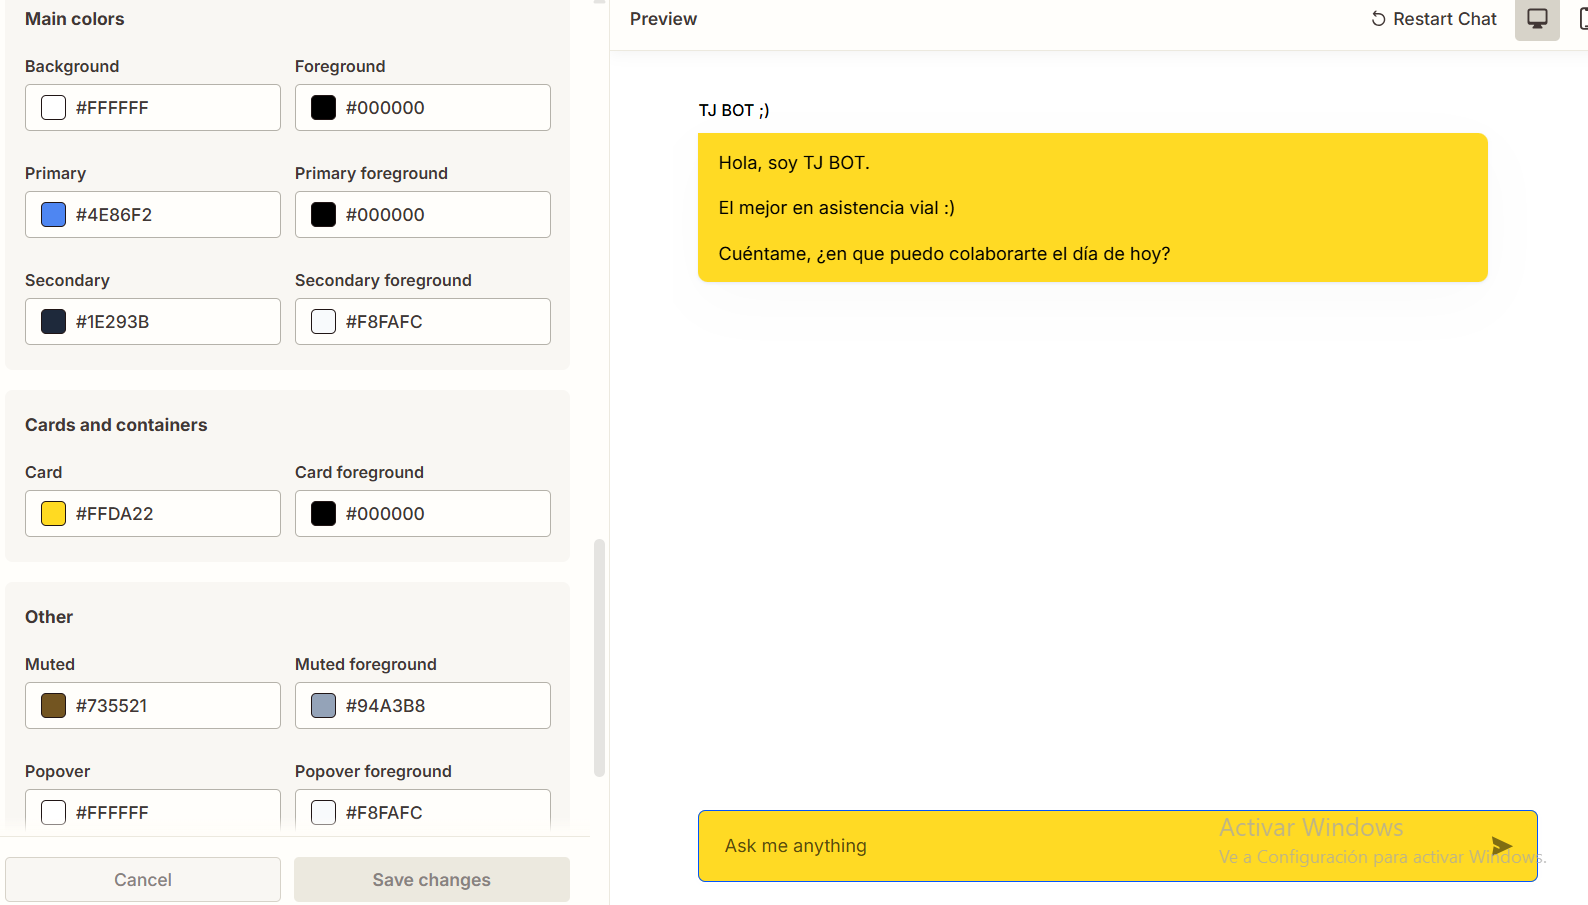 Main colors
Background
Foreground
#FFFFFF
#000000
Primary
Primary foreground
#4E86F2
#000000
Secondary
Secondary foreground
#1E293B
#F8FAFC
Cards and containers
Card
Card foreground
#FFDA22
#000000
Other
Muted
Muted foreground
#735521
#94A3B8
Popover
Popover foreground
#FFFFFF
#F8FAFC
Cancel
Save changes
Preview
Restart Chat
TJ BOT ;)
Hola, soy TJ BOT.
El mejor en asistencia vial :)
Cuéntame, ¿en que puedo colaborarte el día de hoy?
Ask me anything
Activar Windows
Ve a Configuración para activar Windows.